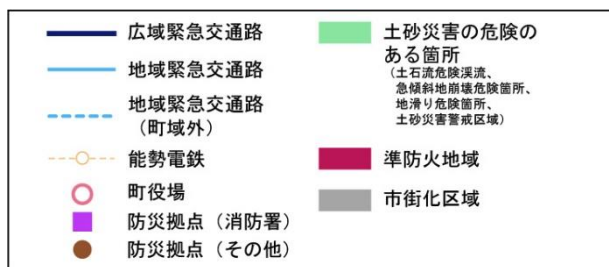 広域緊急交通路
地域緊急交通路
地域緊急交通路
（町域外）
能勢電鉄
町役場
防災拠点（消防署）
防災拠点（その他）
土砂災害の危険の
ある箇所
（土石流危険渓流、
急傾斜地崩壊危険箇所、
地滑り危険箇所、
土砂災害警戒区域）
準防火地域
市街化区域